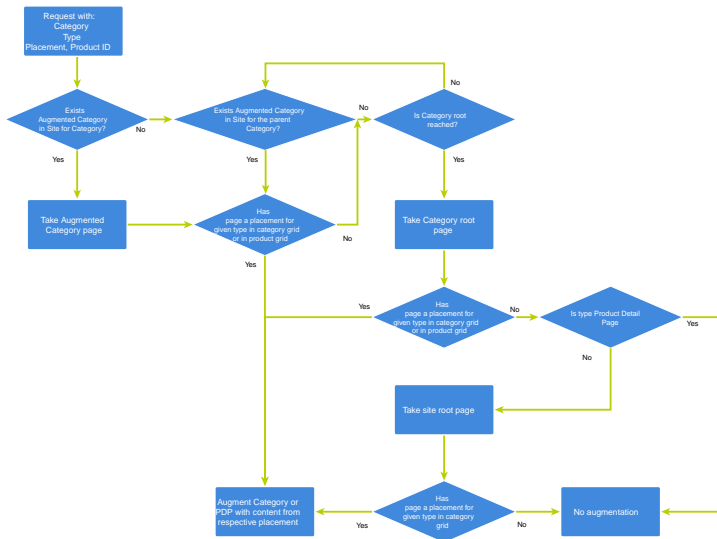 Request with:
Category
Type
Placement, Product ID
Exists
Augmented Category
in Site for Category?
No
Exists Augmented Category
in Site for the parent
Category?
No
Is Category root
reached?
No
Yes
Yes
Yes
Take Augmented
Category page
Has
page a placement for
given type in category grid
or in product grid
No
Take Category root
page
Yes
Yes
Has
page a placement for
given type in category grid
or in product grid
No
Is type Product Detail
Page
Yes
No
Take site root page
Augment Category or
PDP with content from
respective placement
Yes
Has
page a placement for
given type in category
grid
No
No augmentation